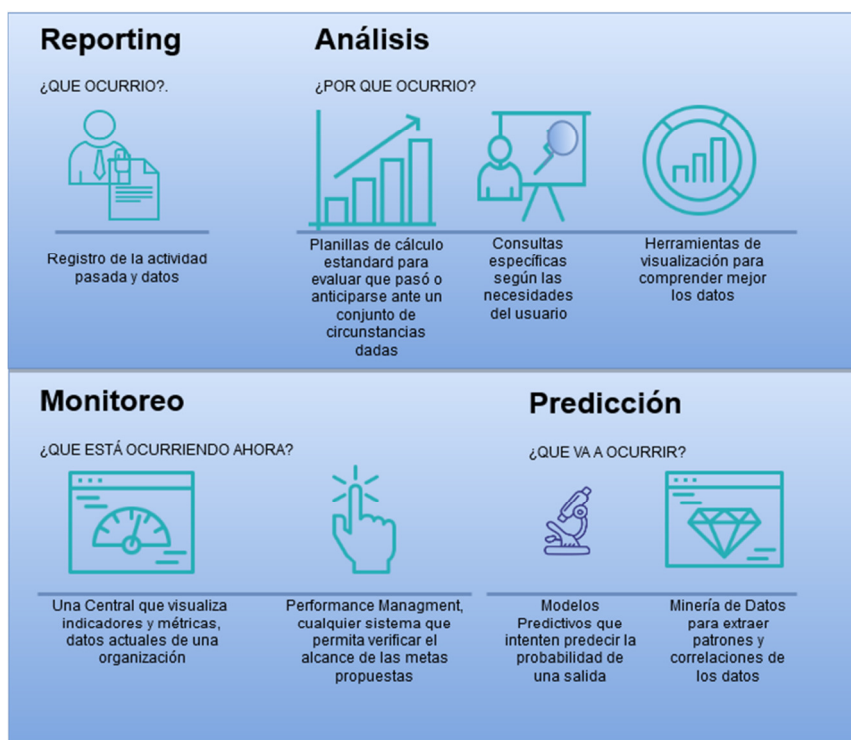 Reporting
¿QUE OCURRIO?.
Registro de la actividad
pasada y datos
Análisis
¿POR QUE OCURRIO?
Planillas de cálculo
estandard para
evaluar que pasó o
anticiparse ante un
conjunto de
circunstancias
dadas
Consultas
específicas
según las
necesidades
del usuario
Herramientas de
visualización para
comprender mejor
los datos
Monitoreo
¿QUE ESTÁ OCURRIENDO AHORA?
Una Central que visualiza
indicadores y métricas,
datos actuales de una
organización
Performance Managment,
cualquier sistema que
permita verificar el
alcance de las metas
propuestas
Predicción
¿QUE VA A OCURRIR?
Modelos
Predictivos que
intenten predecir la
probabilidad de
una salida
Minería de Datos
para extraer
patrones y
correlaciones de
los datos